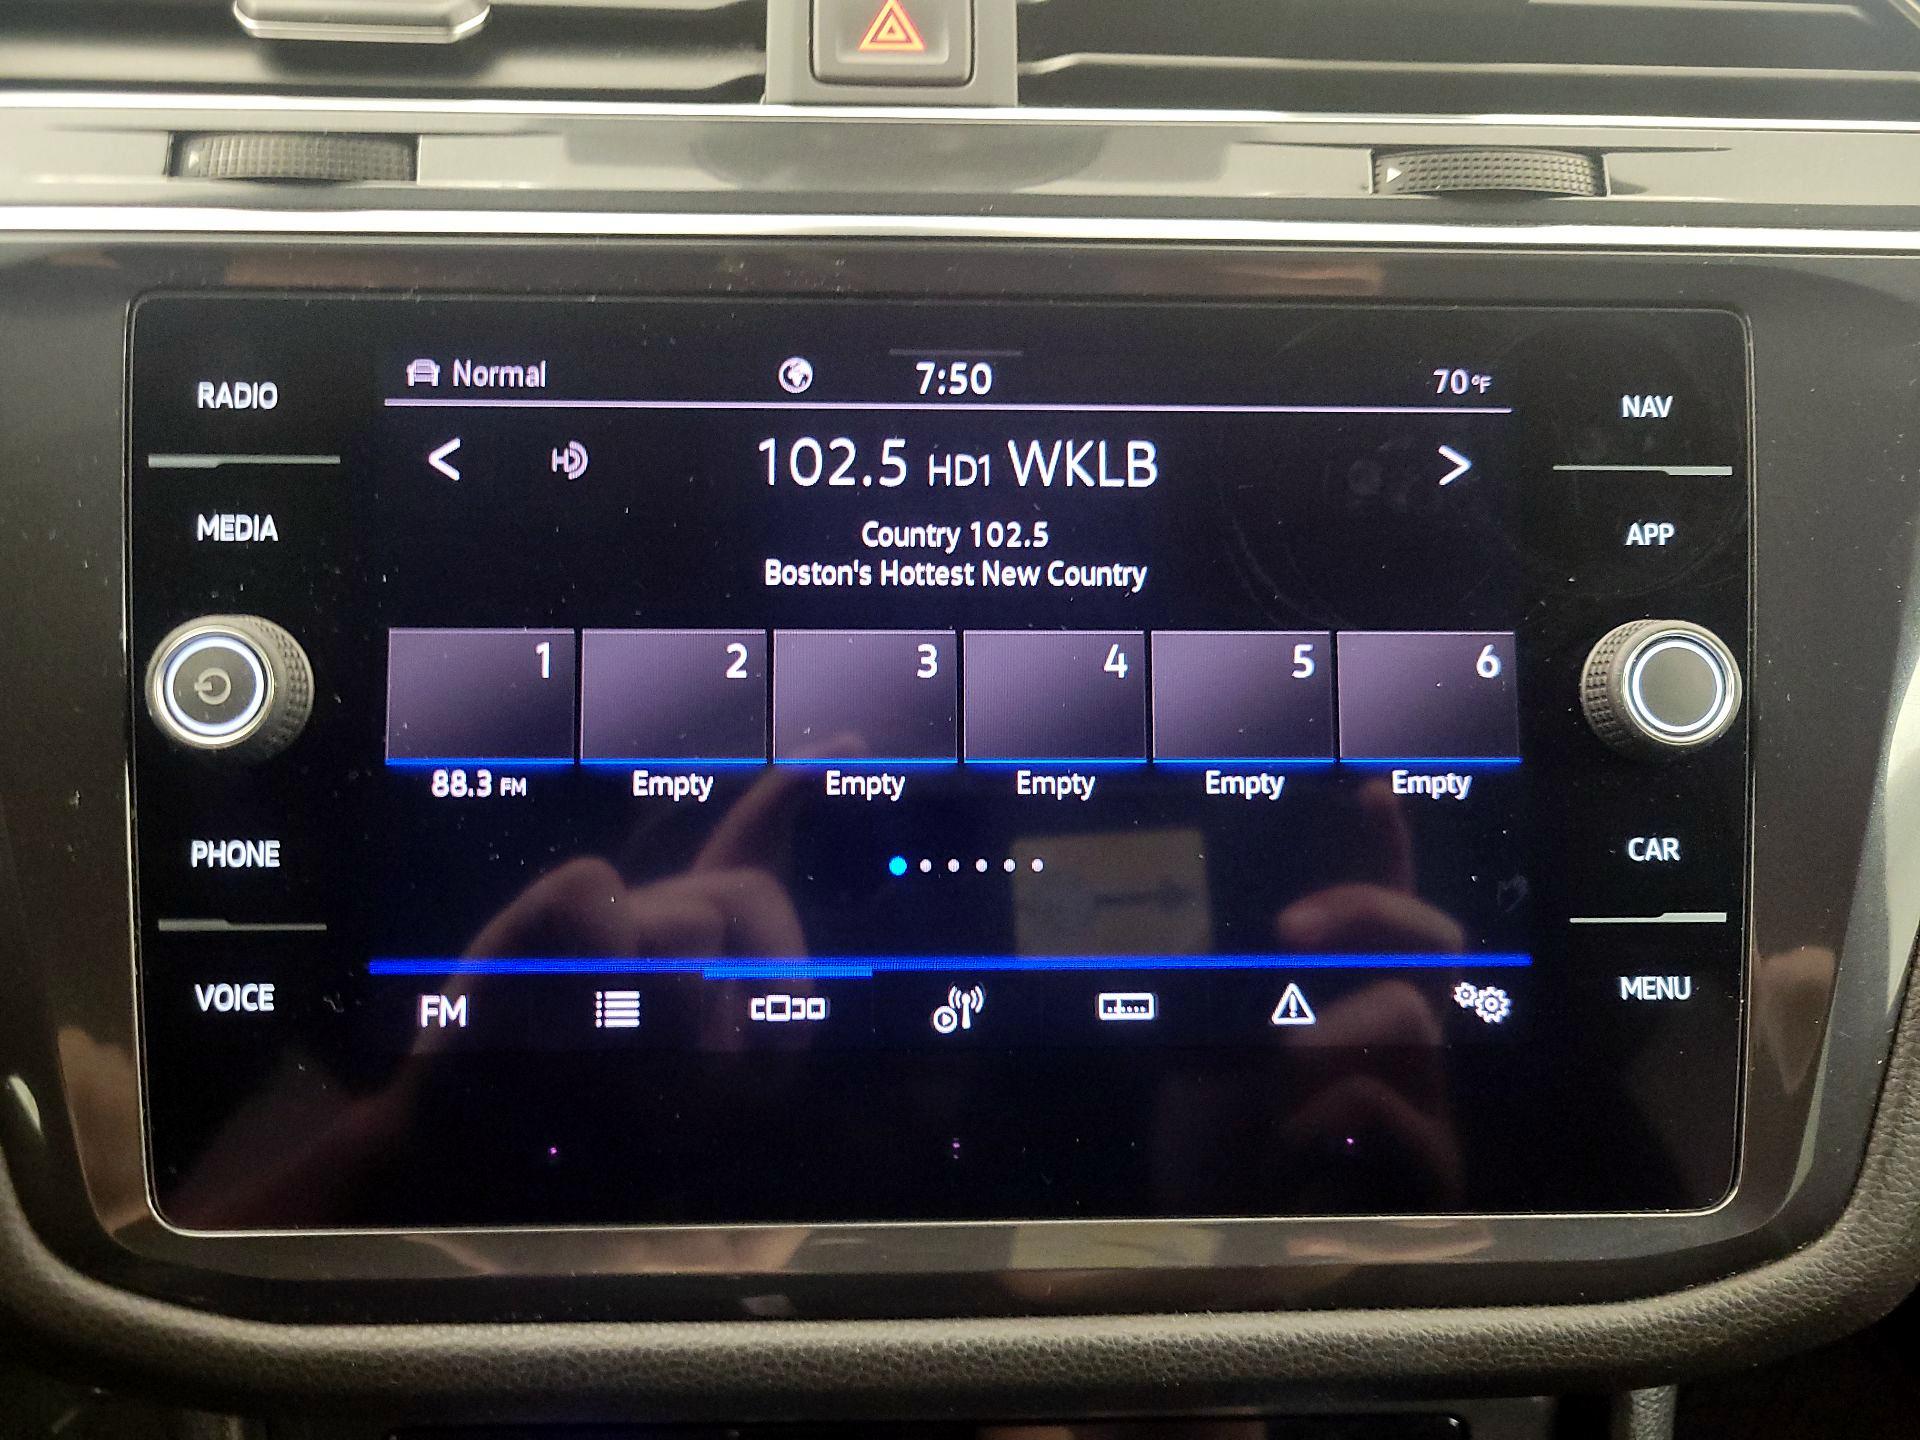 Normal 7:50 70°F
RADIO
NAV
102.5 HD1 WKLB
MEDIA
APP
Country 102.5
Boston's Hottest New Country
1 2 3 4 5 6
88.3 FM Empty Empty Empty Empty Empty
PHONE
CAR
VOICE
MENU
FM